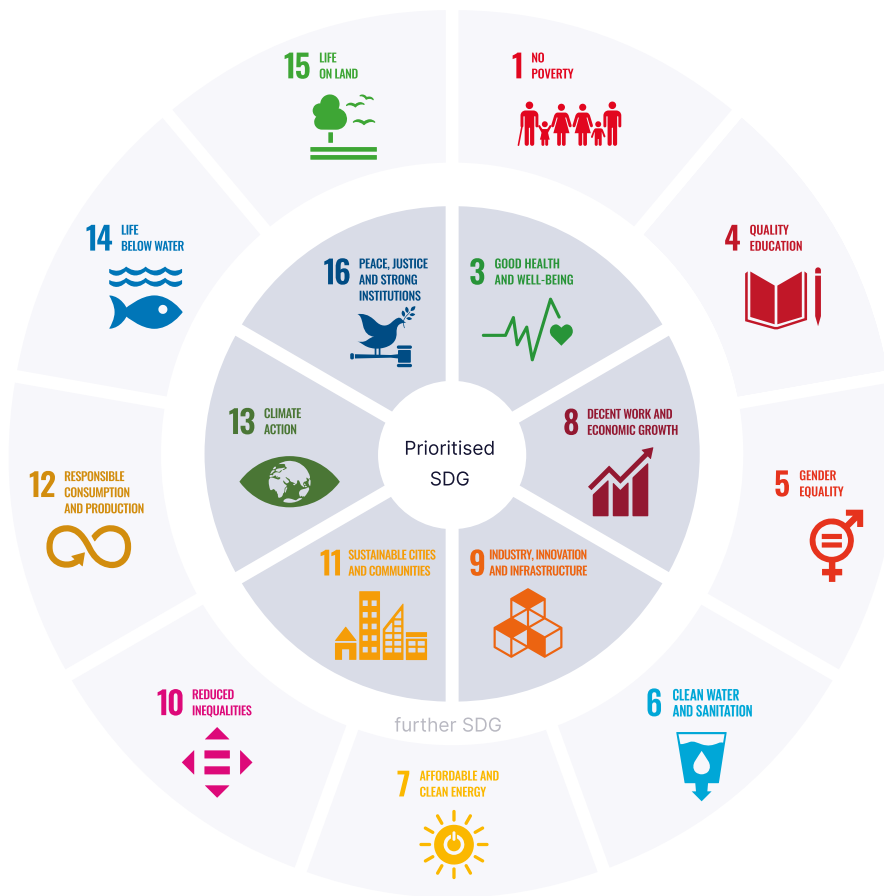 15 LIFE
ON LAND
1 NO
POVERTY
14 LIFE
BELOW WATER
4 QUALITY
EDUCATION
16 PEACE, JUSTICE
AND STRONG
INSTITUTIONS
3 GOOD HEALTH
AND WELL-BEING
13 CLIMATE
ACTION
8 DECENT WORK AND
ECONOMIC GROWTH
Prioritised
SDG
12 RESPONSIBLE
CONSUMPTION
AND PRODUCTION
5 GENDER
EQUALITY
11 SUSTAINABLE CITIES
AND COMMUNITIES
9 INDUSTRY, INNOVATION
AND INFRASTRUCTURE
10 REDUCED
INEQUALITIES
6 CLEAN WATER
AND SANITATION
further SDG
7 AFFORDABLE AND
CLEAN ENERGY